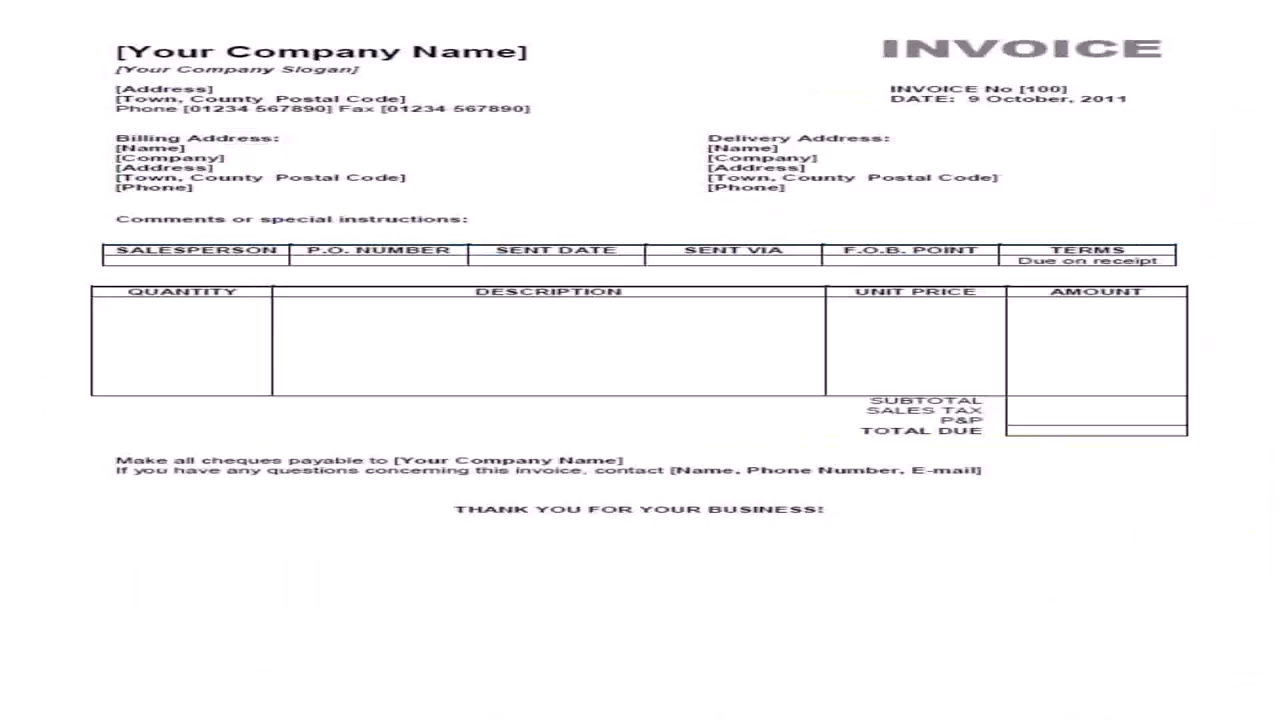 [Your Company Name]
INVOICE
[Your Company Slogan]
[Address]
[Town, County  Postal Code]
Phone [01234 567890] Fax [01234 567890]
INVOICE No [100]
DATE:  9 October, 2011
Billing Address:
[Name]
[Company]
[Address]
[Town, County  Postal Code]
[Phone]
Delivery Address:
[Name]
[Company]
[Address]
[Town, County  Postal Code]
[Phone]
Comments or special instructions:
SALESPERSON P.O. NUMBER SENT DATE SENT VIA F.O.B. POINT TERMS
Due on receipt
QUANTITY DESCRIPTION UNIT PRICE AMOUNT
SUBTOTAL
SALES TAX
P&P
TOTAL DUE
Make all cheques payable to [Your Company Name]
If you have any questions concerning this invoice, contact [Name, Phone Number, E-mail]
THANK YOU FOR YOUR BUSINESS!